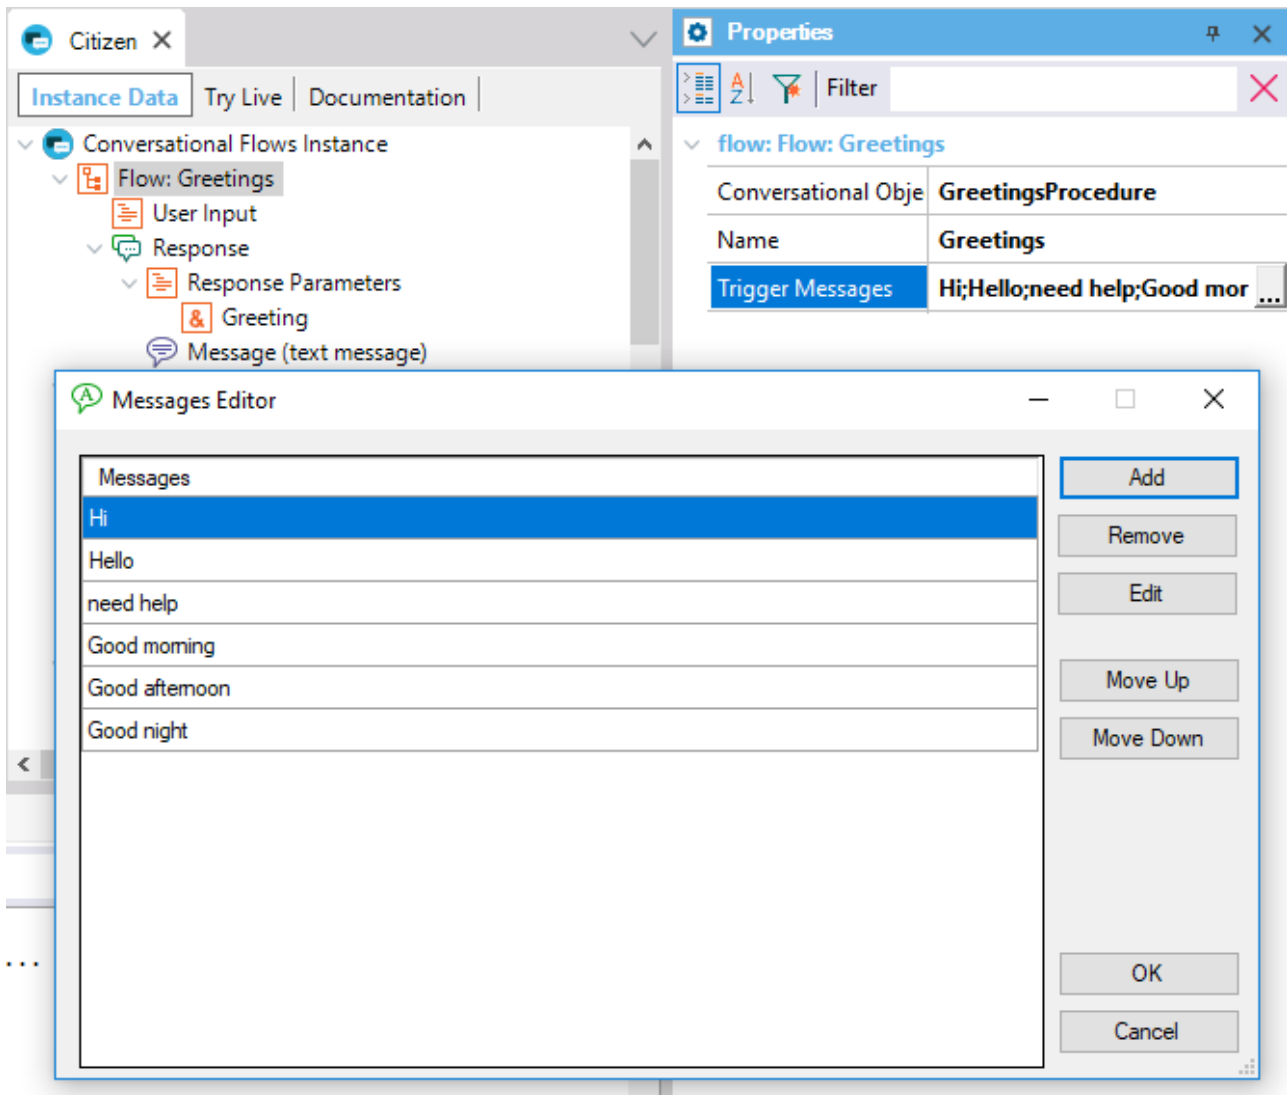 Citizen
Instance Data Try Live Documentation
Conversational Flows Instance
Flow: Greetings
User Input
Response
Response Parameters
& Greeting
Message (text message)
Properties
A Z Filter
flow: Flow: Greetings
Conversational Obje GreetingsProcedure
Name Greetings
Trigger Messages Hi;Hello;need help;Good mor ...
A Messages Editor
Messages
Hi
Hello
need help
Good morning
Good afternoon
Good night
Add
Remove
Edit
Move Up
Move Down
OK
Cancel
...